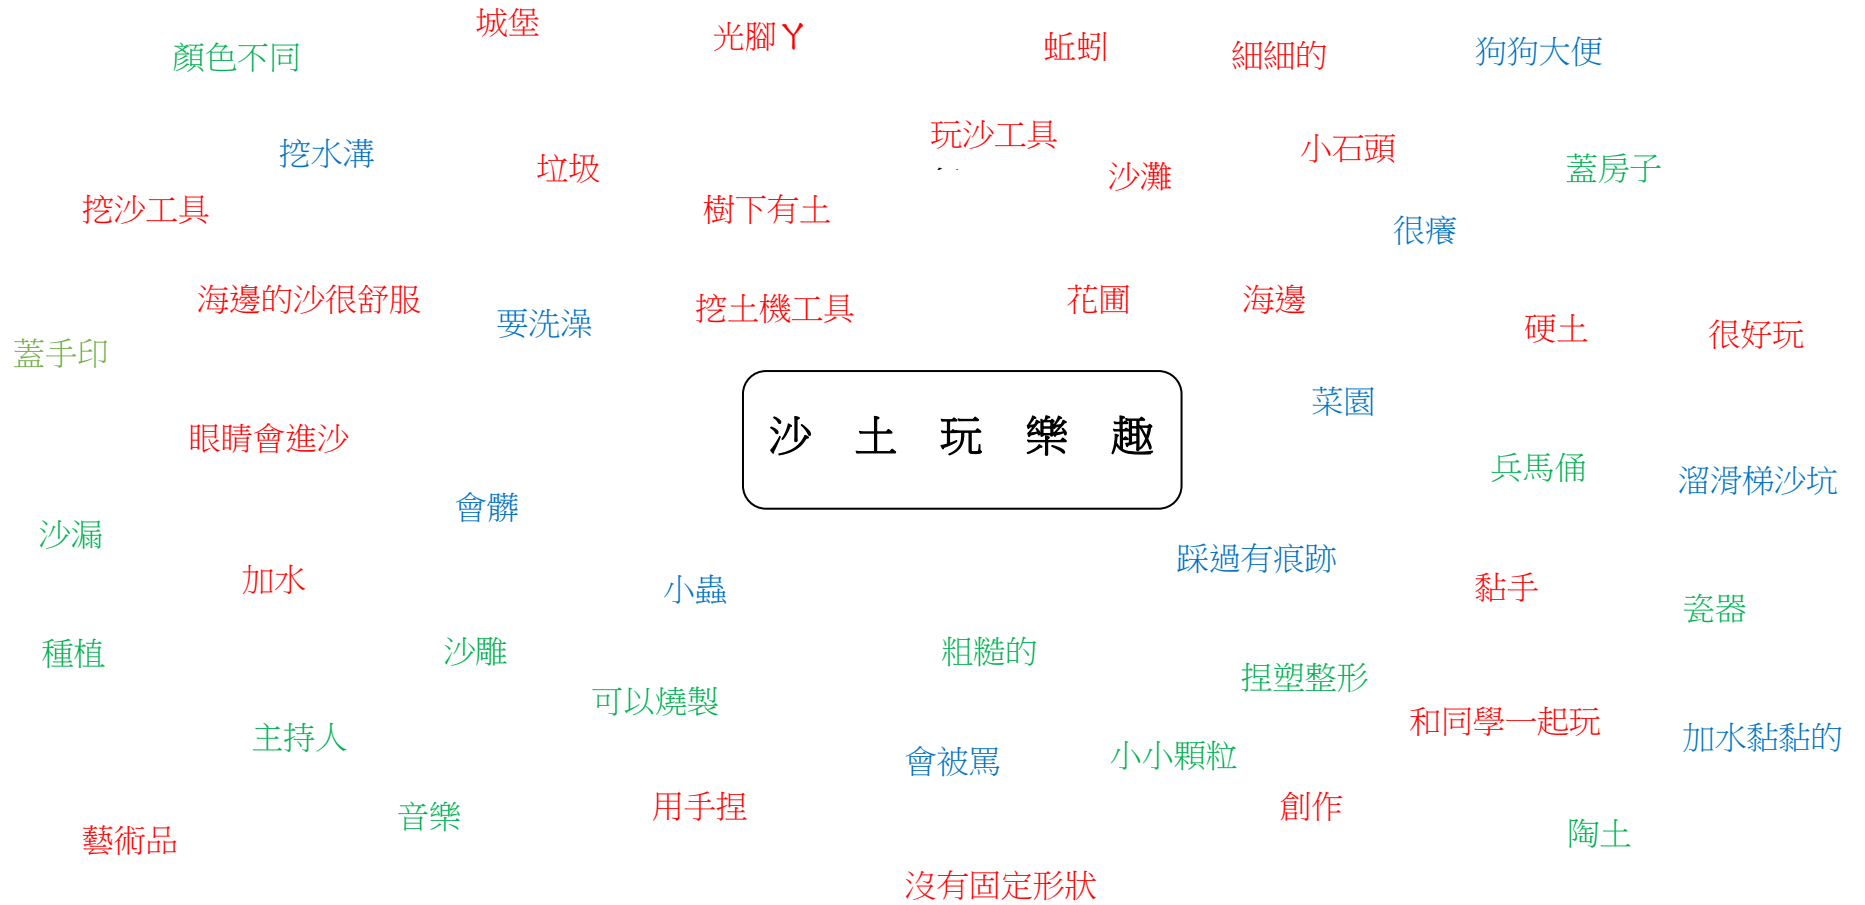 城堡
光腳ㄚ
蚯蚓
細細的
狗狗大便
顏色不同
玩沙工具
小石頭
挖水溝
垃圾
沙灘
蓋房子
挖沙工具
樹下有土
很癢
海邊的沙很舒服
要洗澡
挖土機工具
花圃
海邊
硬土
很好玩
蓋手印
菜園
沙土玩樂趣
眼睛會進沙
兵馬俑
溜滑梯沙坑
會髒
沙漏
踩過有痕跡
加水
小蟲
黏手
瓷器
種植
沙雕
粗糙的
捏塑整形
可以燒製
和同學一起玩
主持人
加水黏黏的
會被罵
小小顆粒
用手捏
創作
音樂
藝術品
陶土
沒有固定形狀